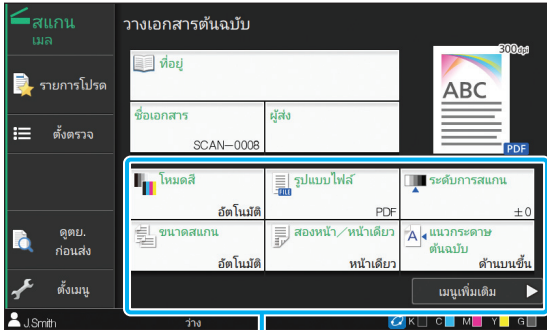 สแกน
เมล
วางเอกสารต้นฉบับ
รายการโปรด
ตั้งตรวจ
ดูตย.
ก่อนส่ง
ตั้งเมนู
ที่อยู่
ชื่อเอกสาร
SCAN-0008
ผู้ส่ง
300dpi
ABC
PDF
โหมดสี
อัตโนมัติ
รูปแบบไฟล์
FILE
PDF
ระดับการสแกน
±0
ขนาดสแกน
อัตโนมัติ
สองหน้า/หน้าเดียว
หน้าเดียว
A
แนวกระดาษ
ต้นฉบับ
ด้านบนขึ้น
เมนูเพิ่มเติม
J.Smith
ว่าง
K C M Y G